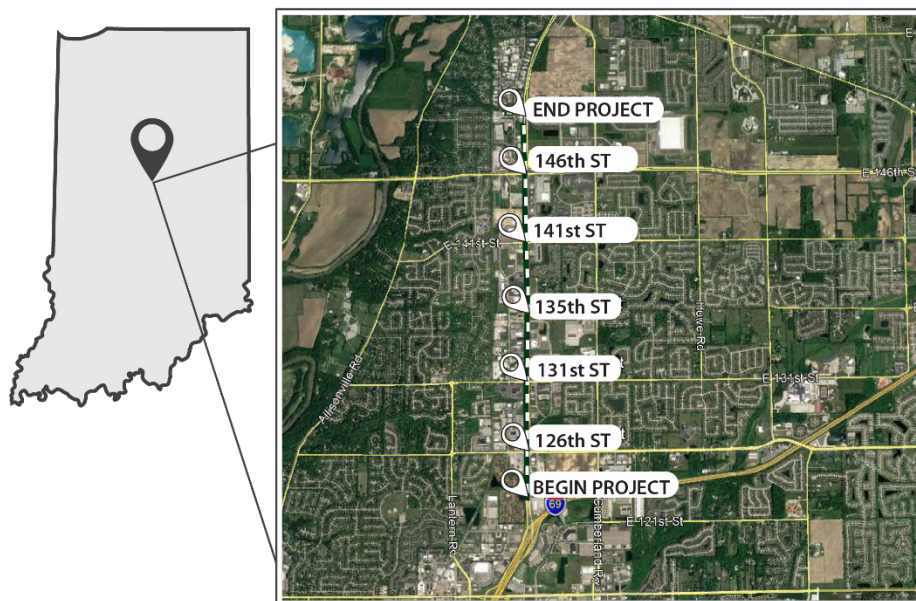 E
END PROJECT
146th ST
E 146th S
141st ST
E 141st St
135th ST
Howe Rd
Allisonville Rd
131st ST
E 131st St
126th ST
BEGIN PROJECT
69
Lantern Rd
Cumberland Rd
E 121st St